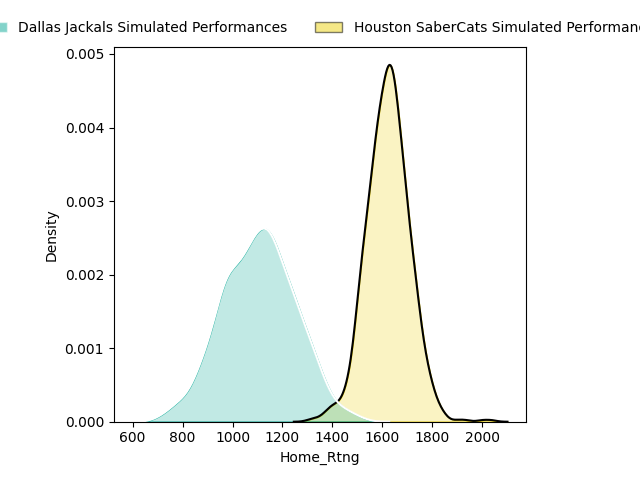 Dallas Jackals Simulated Performances
Houston SaberCats Simulated
0.005
0.004
0.003
0.002
0.001
0.000
Density
600 800 1000 1200 1400 1600 1800 2000
Home_Rtng